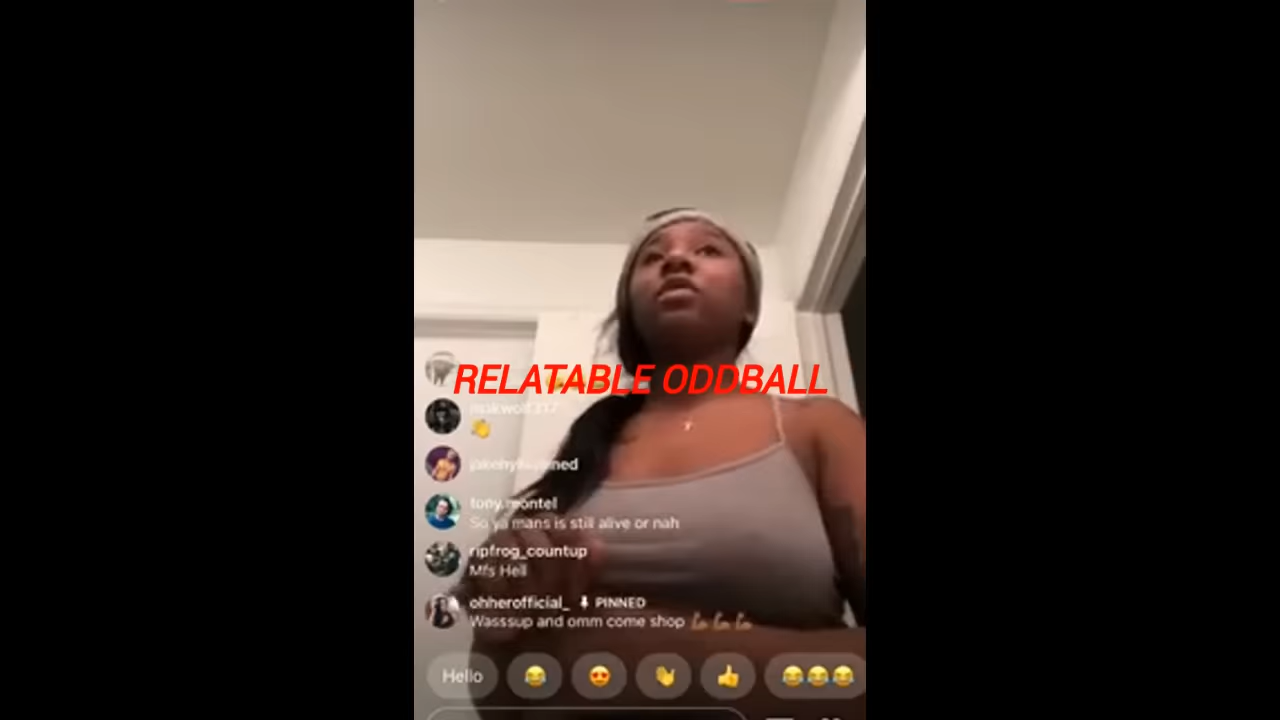 RELATABLE ODDBALL
tony.montel
So ya mans is still alive or nah
ripfrog_countup
Mfs Hell
ohherofficial_ PINNED
Wasssup and omm come shop 💪🏾💪🏾💪🏾
Hello